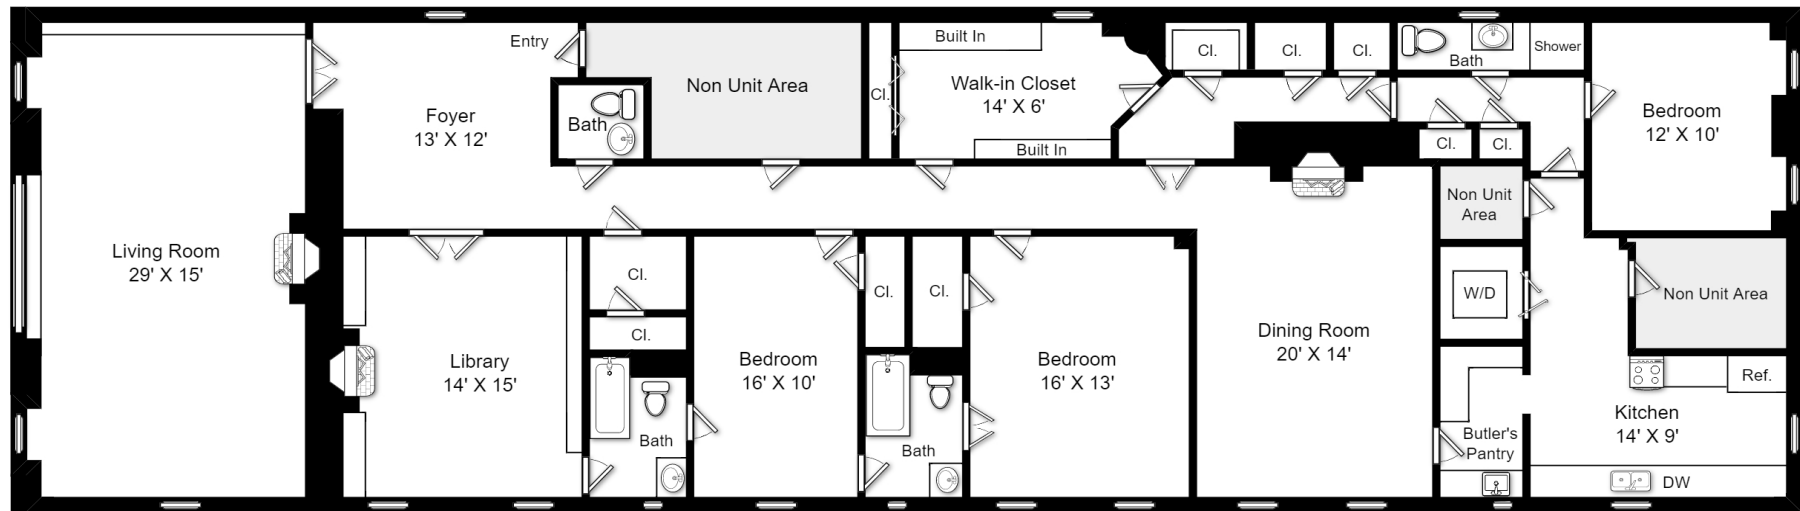 Entry
Non Unit Area
Cl.
Built In
Walk-in Closet
14' X 6'
Built In
Cl.
Cl.
Cl.
Bath
Shower
Bedroom
12' X 10'
Foyer
13' X 12'
Bath
Cl.
Cl.
Non Unit
Area
Living Room
29' X 15'
Cl.
Cl.
Cl.
Cl.
W/D
Non Unit Area
Library
14' X 15'
Bedroom
16' X 10'
Bedroom
16' X 13'
Dining Room
20' X 14'
Ref.
Bath
Bath
Butler's
Pantry
Kitchen
14' X 9'
DW